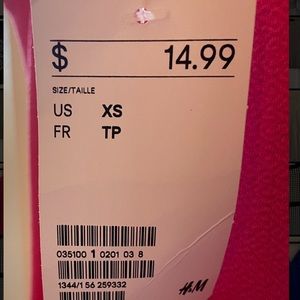 $ 14.99
SIZE/TAILLE
US XS
FR TP
035100 1 0201 03 8
1344/1 56 259332
H&M